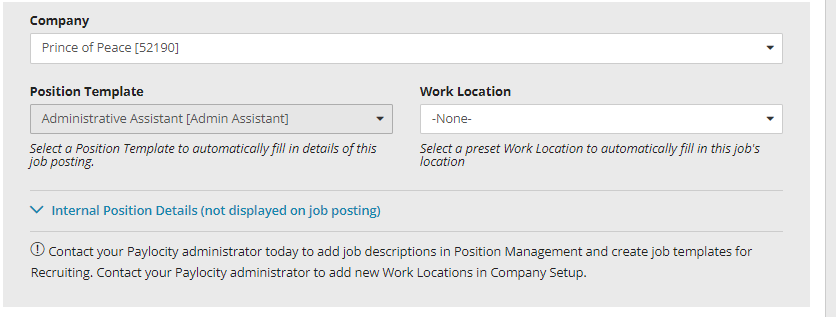 Company
Prince of Peace [52190]
Position Template
Work Location
Administrative Assistant [Admin Assistant]
-None-
Select a Position Template to automatically fill in details of this
job posting.
Select a preset Work Location to automatically fill in this job's
location
Internal Position Details (not displayed on job posting)
Contact your Paylocity administrator today to add job descriptions in Position Management and create job templates for
Recruiting. Contact your Paylocity administrator to add new Work Locations in Company Setup.